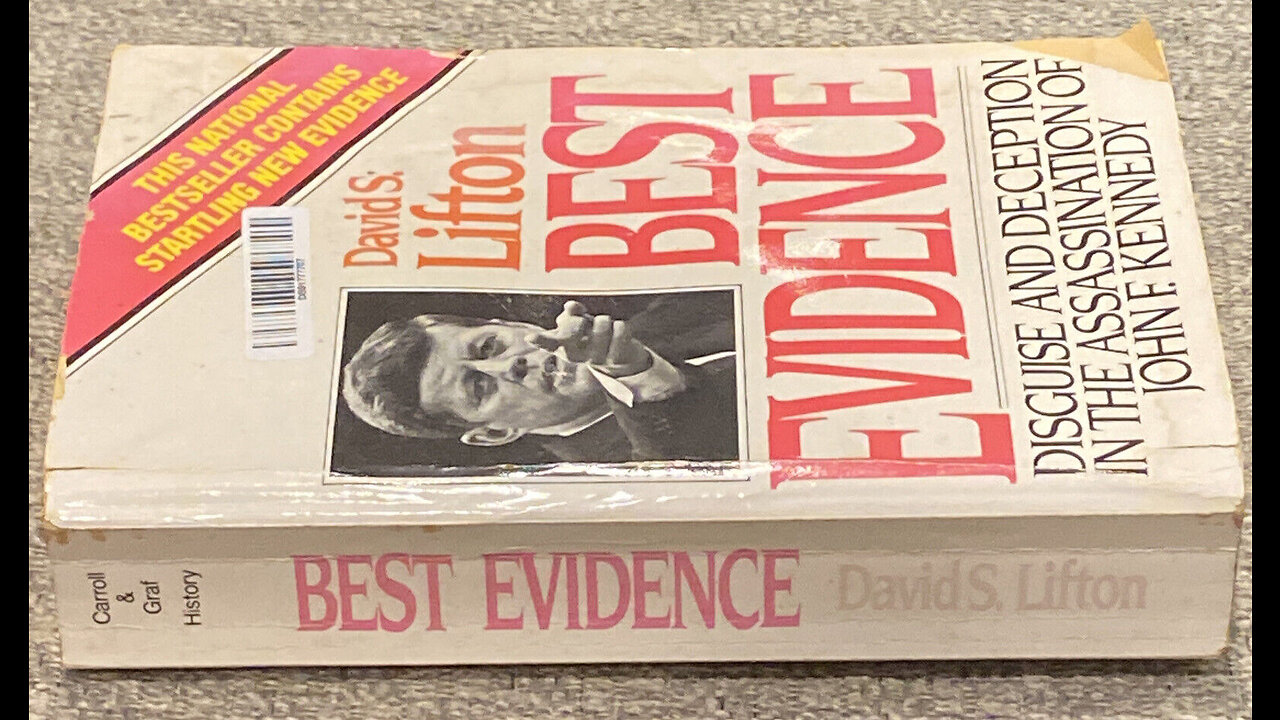 THIS NATIONAL
BESTSELLER CONTAINS
STARTLING NEW EVIDENCE
David S.
Lifton
BEST
EVIDENCE
DISGUISE AND DECEPTION
IN THE ASSASSINATION OF
JOHN F. KENNEDY
Carroll
&
Graf
History
BEST EVIDENCE
David S. Lifton